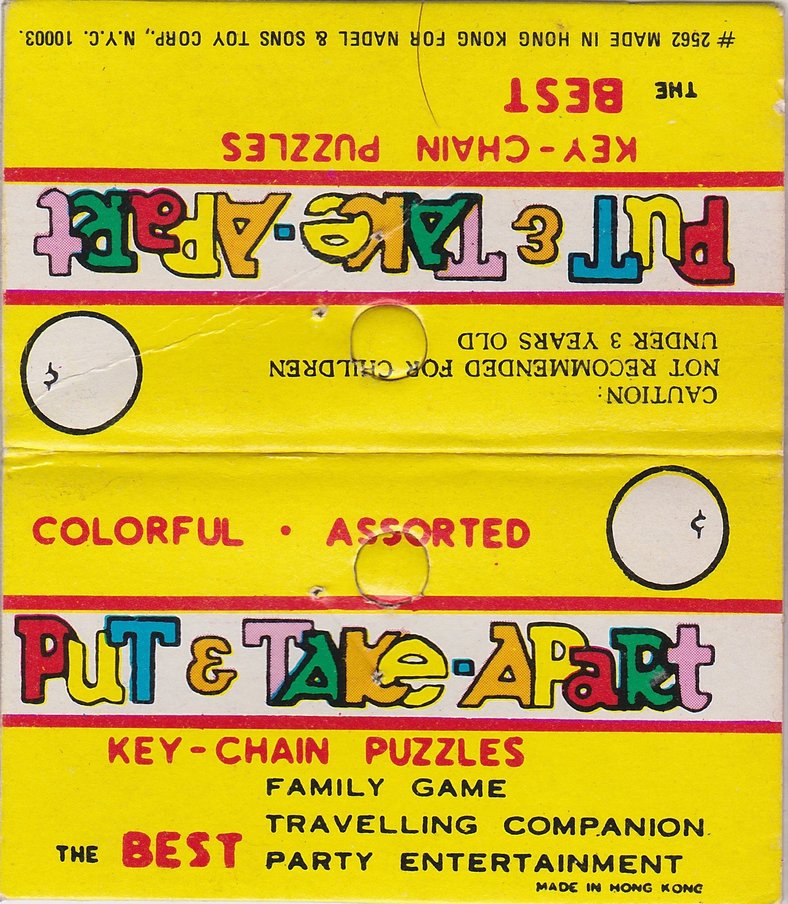 # 2562 MADE IN HONG KONG FOR NADEL & SONS TOY CORP., N.Y.C. 10003.
THE BEST
KEY-CHAIN PUZZLES
PUT & TAKE-APART
¢
UNDER 3 YEARS OLD
NOT RECOMMENDED FOR CHILDREN
CAUTION:
¢
COLORFUL • ASSORTED
PUT & TAKE-APART
KEY-CHAIN PUZZLES
FAMILY GAME
TRAVELLING COMPANION
THE BEST PARTY ENTERTAINMENT
MADE IN HONG KONG